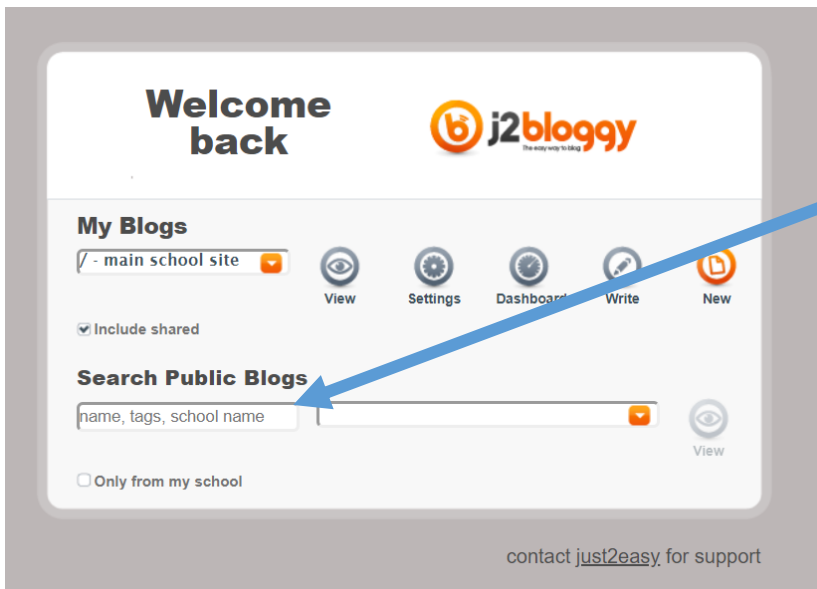 Welcome
back
j2bloggy
The easy way to blog
My Blogs
/ - main school site
View Settings Dashboard Write New
Include shared
Search Public Blogs
name, tags, school name
View
Only from my school
contact just2easy for support